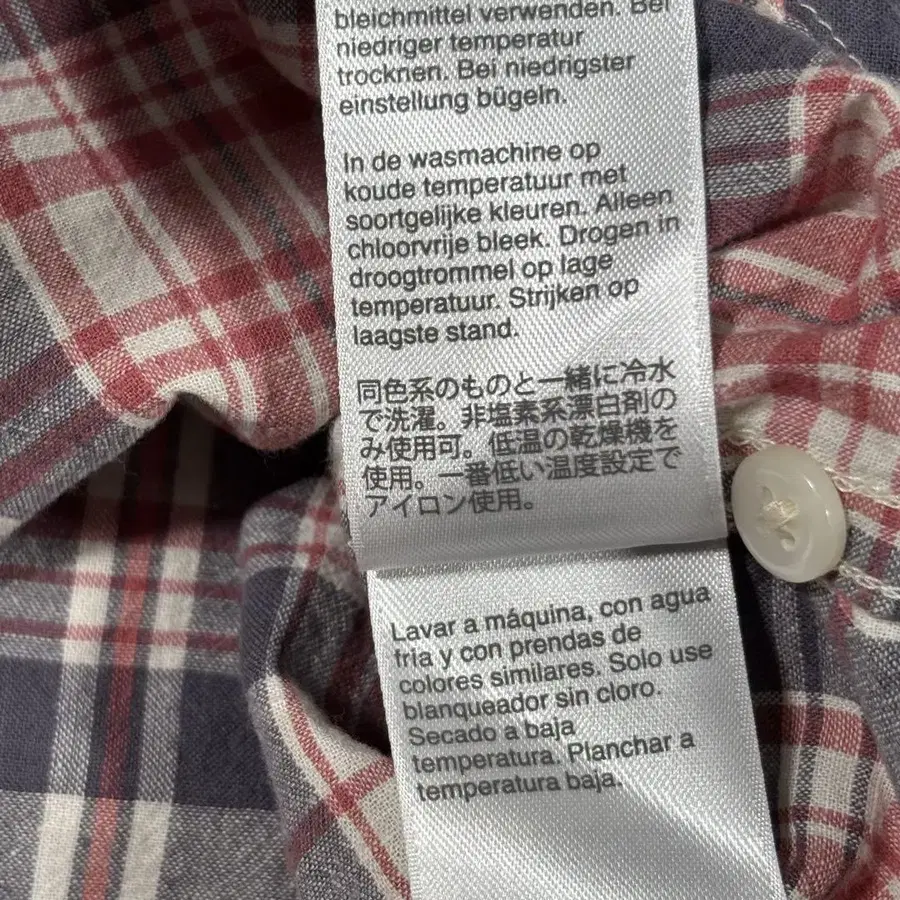 bleichmittel verwenden. Bei
niedriger temperatur
trocknen. Bei niedrigster
einstellung bügeln.
In de wasmachine op
koude temperatuur met
soortgelijke kleuren. Alleen
chloorvrije bleek. Drogen in
droogtrommel op lage
temperatuur. Strijken op
laagste stand.
同色系のものと一緒に冷水
で洗濯。非塩素系漂白剤の
み使用可。低温の乾燥機を
使用。一番低い温度設定で
アイロン使用。
Lavar a máquina, con agua
fria y con prendas de
colores similares. Solo use
blanqueador sin cloro.
Secado a baja
temperatura. Planchar a
temperatura baja.